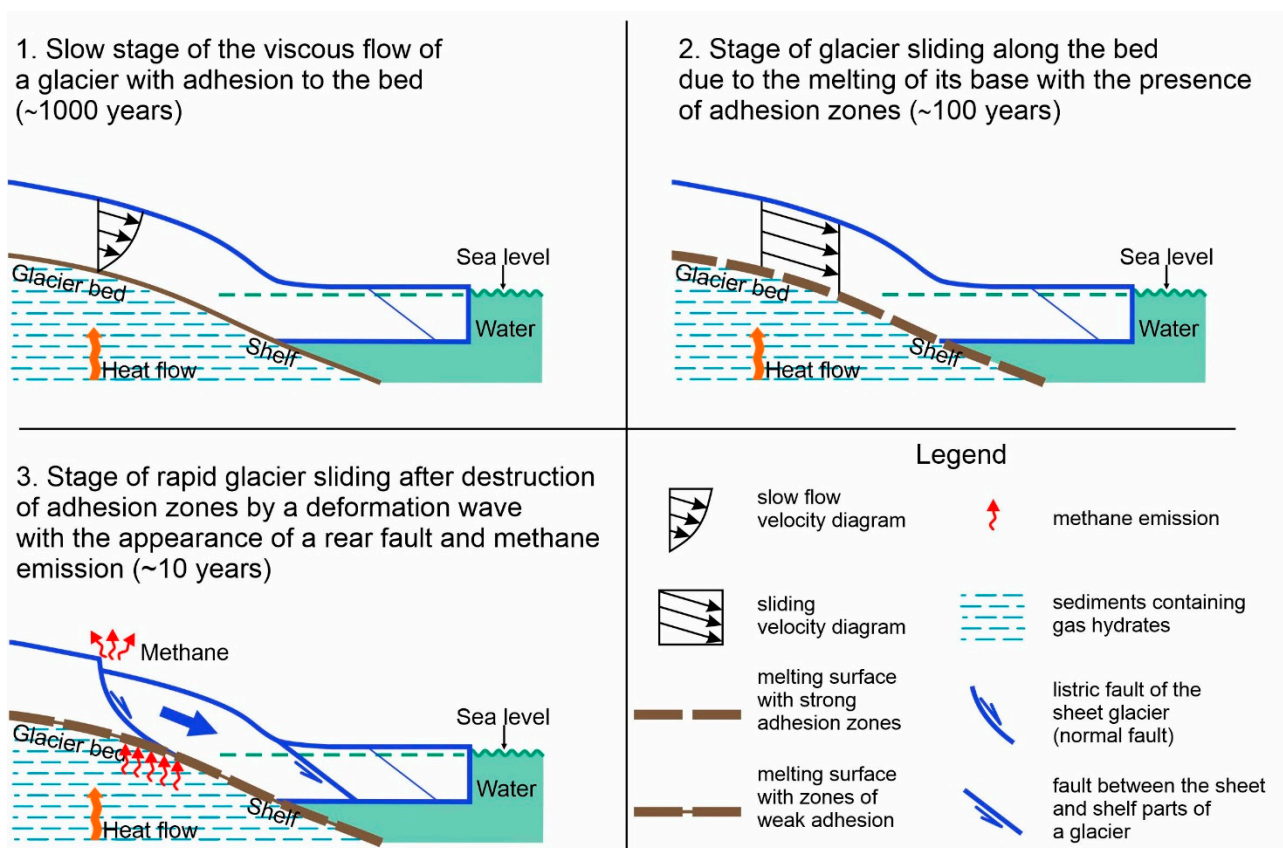 1. Slow stage of the viscous flow of
a glacier with adhesion to the bed
(~1000 years)
Sea level
Glacier bed
Water
Shelf
Heat flow
2. Stage of glacier sliding along the bed
due to the melting of its base with the presence
of adhesion zones (~100 years)
Sea level
Glacier bed
Water
Shelf
Heat flow
3. Stage of rapid glacier sliding after destruction
of adhesion zones by a deformation wave
with the appearance of a rear fault and methane
emission (~10 years)
Methane
Sea level
Glacier bed
Water
Shelf
Heat flow
Legend
slow flow
velocity diagram
methane emission
sliding
velocity diagram
sediments containing
gas hydrates
melting surface
with strong
adhesion zones
listric fault of the
sheet glacier
(normal fault)
melting surface
with zones of
weak adhesion
fault between the sheet
and shelf parts of
a glacier